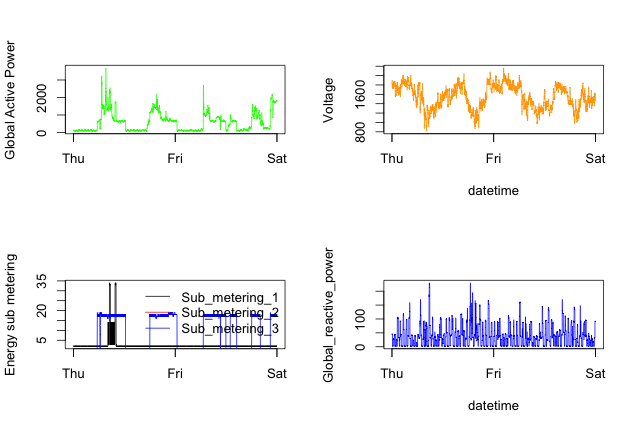 Global Active Power
0 2000
Thu Fri Sat
Voltage
800 1600
Thu Fri Sat
datetime
Energy sub metering
5 20 35
Sub_metering_1
Sub_metering_2
Sub_metering_3
Thu Fri Sat
Global_reactive_power
0 100
Thu Fri Sat
datetime